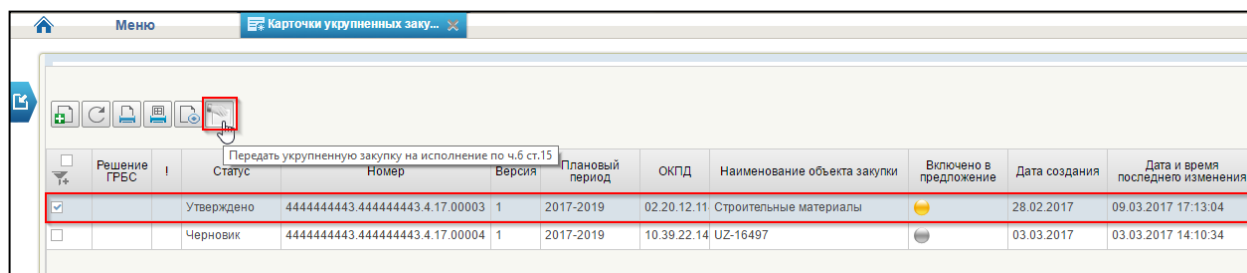 Меню
Карточки укрупненных заку...
Передать укрупненную закупку на исполнение по ч.6 ст.15
Решение ГРБС ! Статус Номер Версия Плановый период ОКПД Наименование объекта закупки Включено в предложение Дата создания Дата и время последнего изменения
Утверждено 4444444443.444444443.4.17.00003 1 2017-2019 02.20.12.11 Строительные материалы 28.02.2017 09.03.2017 17:13:04
Черновик 4444444443.444444443.4.17.00004 1 2017-2019 10.39.22.14 UZ-16497 03.03.2017 03.03.2017 14:10:34